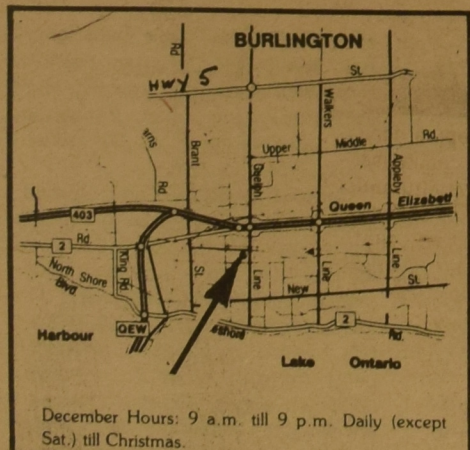 Rd
BURLINGTON
HWY 5
St.
Walkers
Upper Middle Rd.
Brant
Guelph
Appleby
Rd
Queen Elizabeth
403
2 Rd
King Rd
St.
Line
Line
Line
North Shore
Blvd
New St.
QEW
2
Rd.
Harbour
Lake Ontario
December Hours: 9 a.m. till 9 p.m. Daily (except
Sat.) till Christmas.